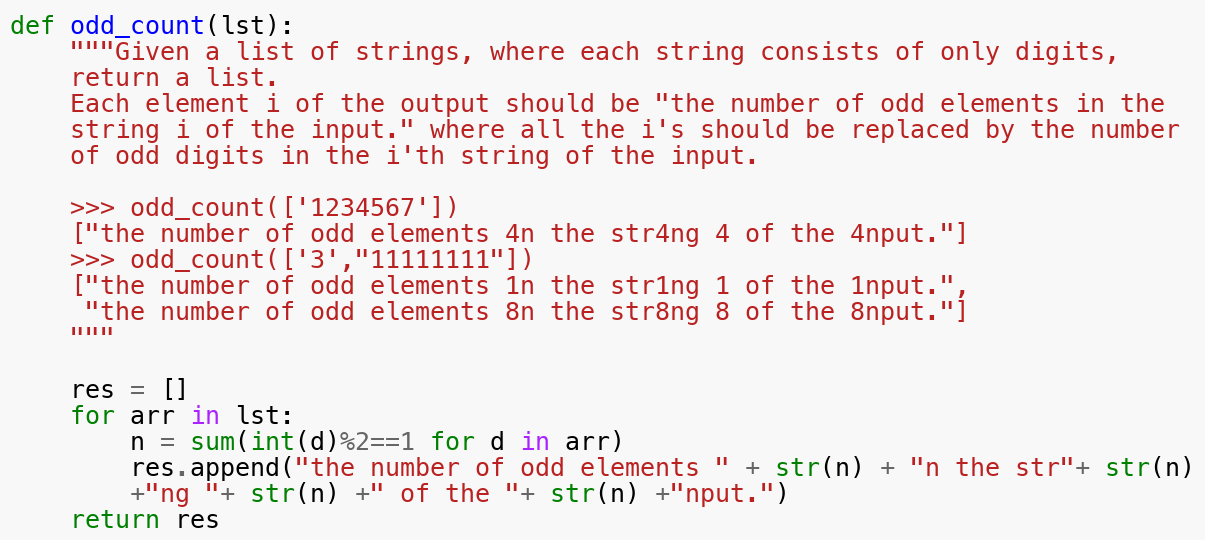 def odd_count(lst):
    """Given a list of strings, where each string consists of only digits,
    return a list.
    Each element i of the output should be "the number of odd elements in the
    string i of the input." where all the i's should be replaced by the number
    of odd digits in the i'th string of the input.

    >>> odd_count(['1234567'])
    ["the number of odd elements 4n the str4ng 4 of the 4nput."]
    >>> odd_count(['3',"11111111"])
    ["the number of odd elements 1n the str1ng 1 of the 1nput.",
     "the number of odd elements 8n the str8ng 8 of the 8nput."]
    """

    res = []
    for arr in lst:
        n = sum(int(d)%2==1 for d in arr)
        res.append("the number of odd elements " + str(n) + "n the str"+ str(n)
        +"ng "+ str(n) +" of the "+ str(n) +"nput.")
    return res